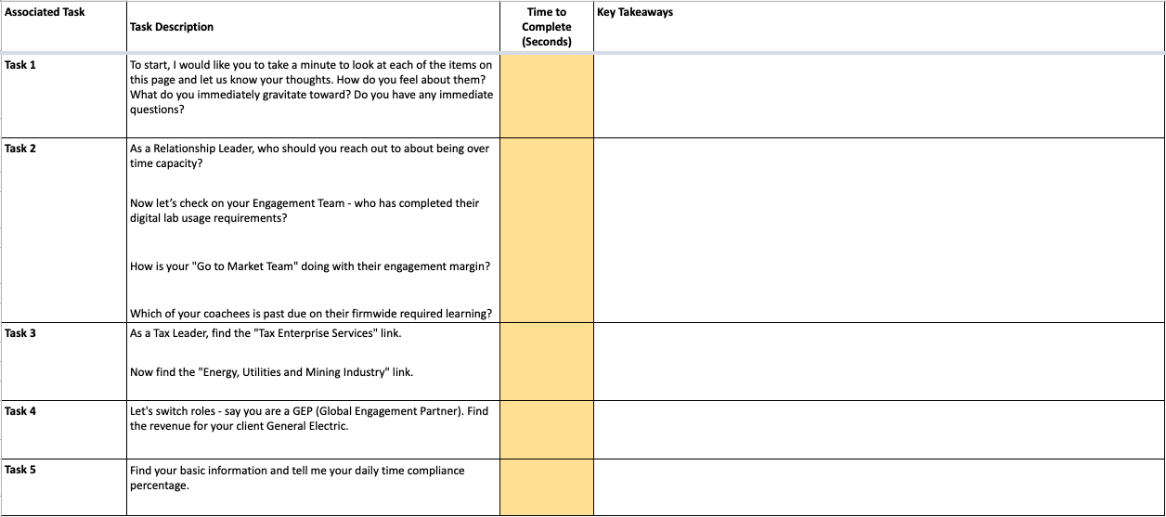 Associated Task
Task Description
Time to
Complete
(Seconds)
Key Takeaways
Task 1
To start, I would like you to take a minute to look at each of the items on
this page and let us know your thoughts. How do you feel about them?
What do you immediately gravitate toward? Do you have any immediate
questions?
Task 2
As a Relationship Leader, who should you reach out to about being over
time capacity?
Now let's check on your Engagement Team - who has completed their
digital lab usage requirements?
How is your "Go to Market Team" doing with their engagement margin?
Which of your coachees is past due on their firmwide required learning?
Task 3
As a Tax Leader, find the "Tax Enterprise Services" link.
Now find the "Energy, Utilities and Mining Industry" link.
Task 4
Let's switch roles - say you are a GEP (Global Engagement Partner). Find
the revenue for your client General Electric.
Task 5
Find your basic information and tell me your daily time compliance
percentage.